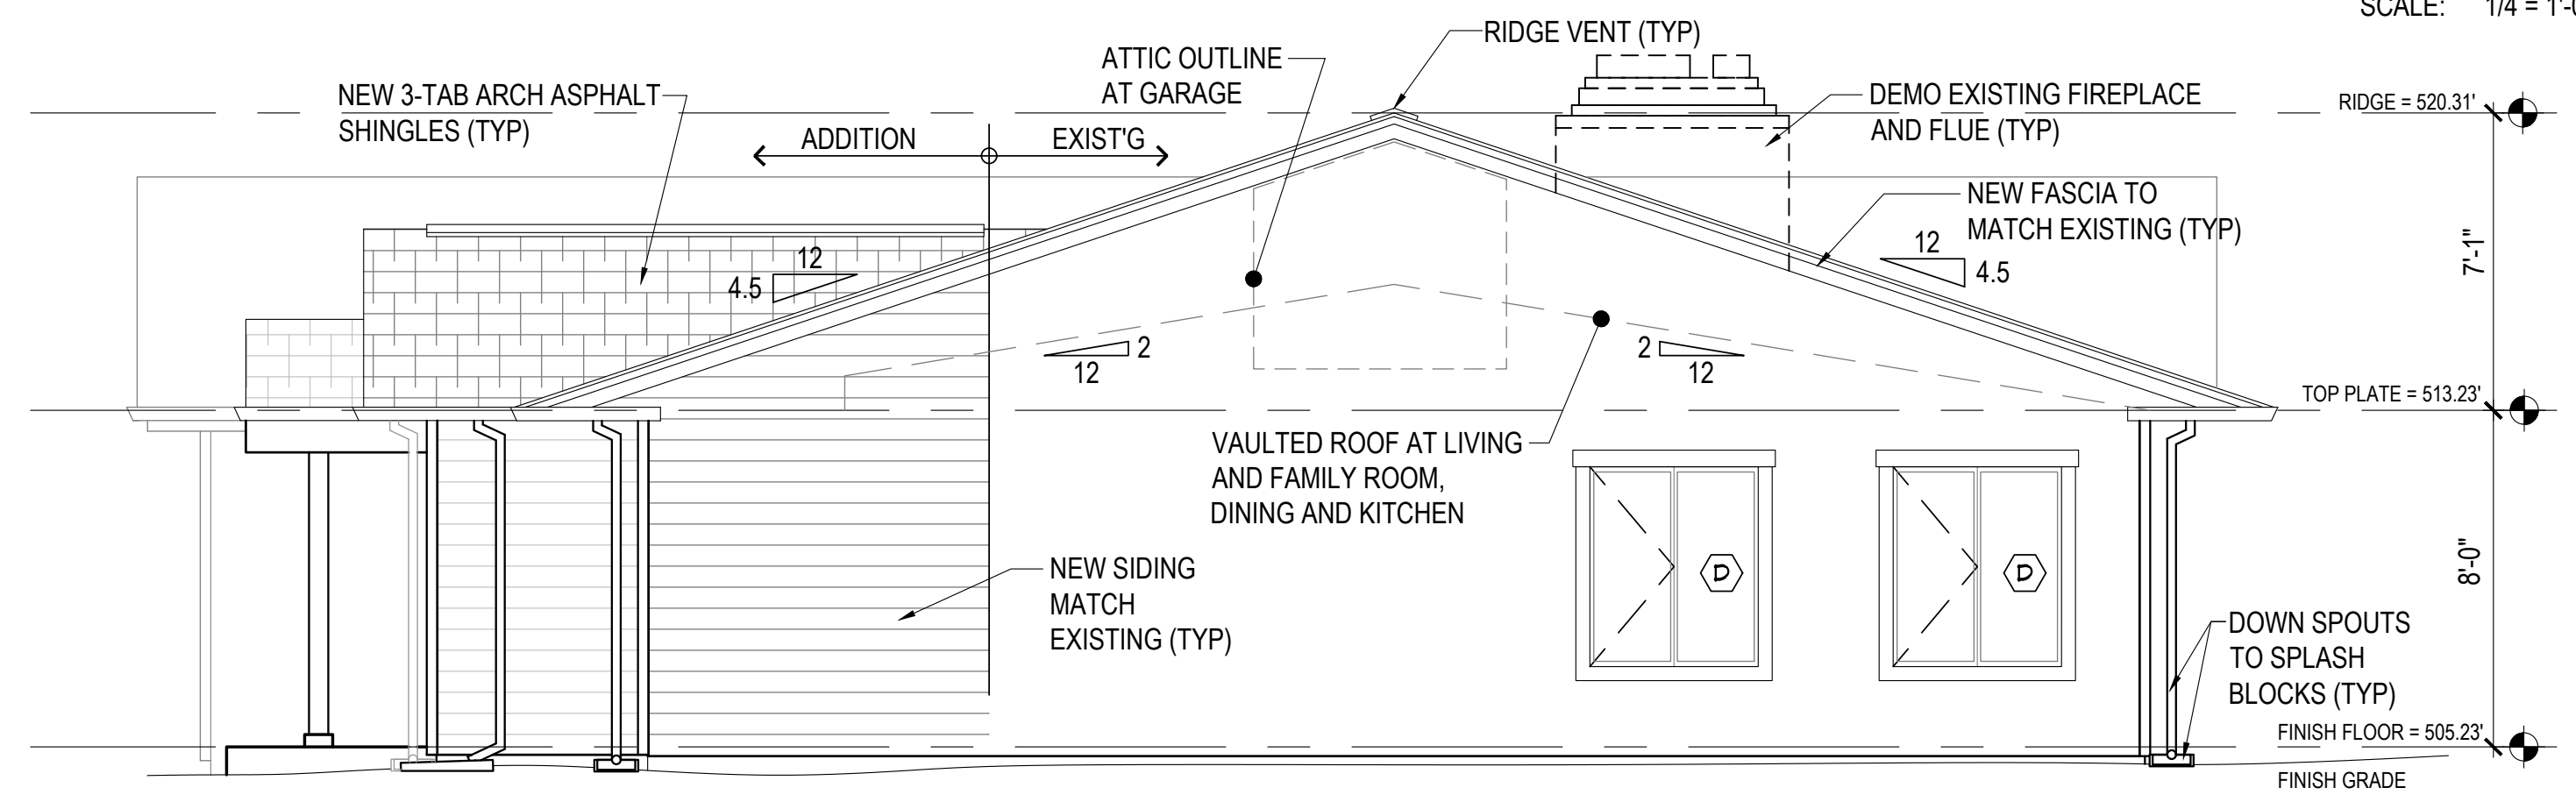 SCALE: 1/4 = 1'-0
RIDGE VENT (TYP)
ATTIC OUTLINE
AT GARAGE
NEW 3-TAB ARCH ASPHALT
SHINGLES (TYP)
DEMO EXISTING FIREPLACE
AND FLUE (TYP)
RIDGE = 520.31'
ADDITION
EXIST'G
NEW FASCIA TO
MATCH EXISTING (TYP)
12
4.5
12
4.5
7'-1"
2
12
2
12
TOP PLATE = 513.23'
VAULTED ROOF AT LIVING
AND FAMILY ROOM,
DINING AND KITCHEN
NEW SIDING
MATCH
EXISTING (TYP)
D
D
8'-0"
DOWN SPOUTS
TO SPLASH
BLOCKS (TYP)
FINISH FLOOR = 505.23'
FINISH GRADE